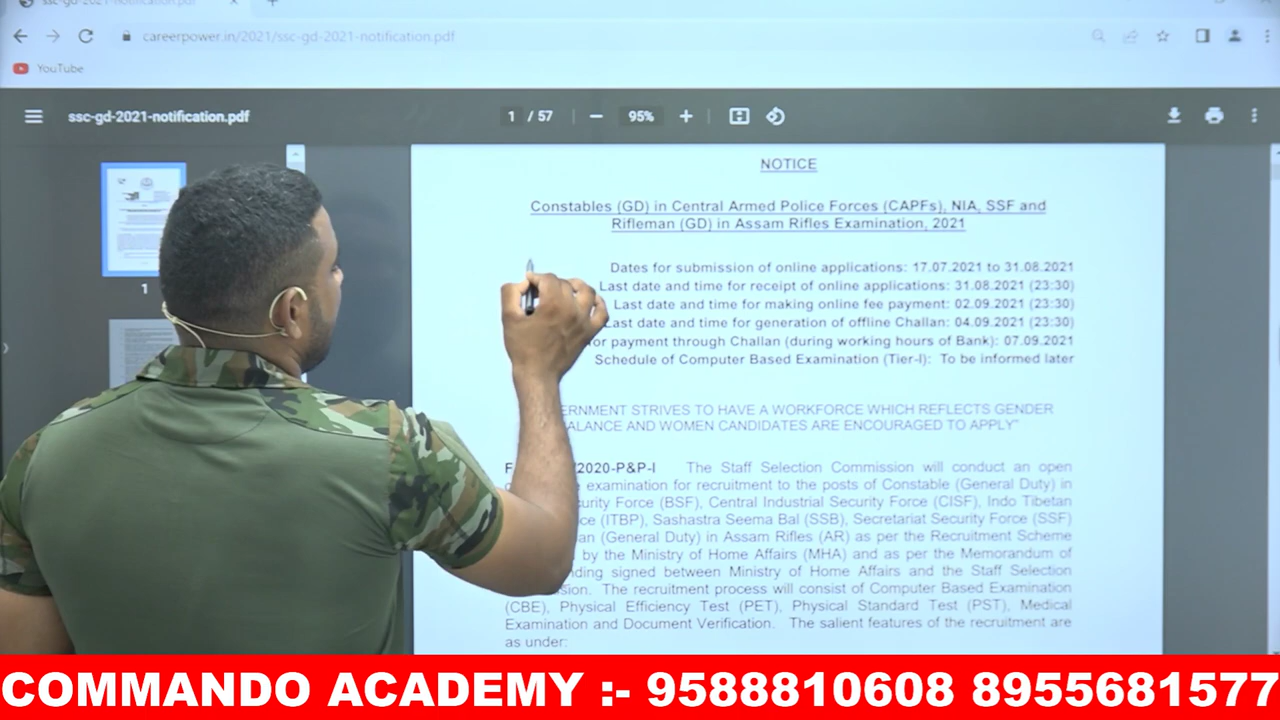 ssc-gd-2021-notification.pdf
careerpower.in/2021/ssc-gd-2021-notification.pdf
YouTube
ssc-gd-2021-notification.pdf
1 / 57
95%
1
NOTICE
Constables (GD) in Central Armed Police Forces (CAPFs), NIA, SSF and
Rifleman (GD) in Assam Rifles Examination, 2021
Dates for submission of online applications: 17.07.2021 to 31.08.2021
Last date and time for receipt of online applications: 31.08.2021 (23:30)
Last date and time for making online fee payment: 02.09.2021 (23:30)
Last date and time for generation of offline Challan: 04.09.2021 (23:30)
for payment through Challan (during working hours of Bank): 07.09.2021
Schedule of Computer Based Examination (Tier-I): To be informed later
ERNMENT STRIVES TO HAVE A WORKFORCE WHICH REFLECTS GENDER
ALANCE AND WOMEN CANDIDATES ARE ENCOURAGED TO APPLY"
F /2020-P&P-I The Staff Selection Commission will conduct an open
examination for recruitment to the posts of Constable (General Duty) in
urity Force (BSF), Central Industrial Security Force (CISF), Indo Tibetan
ice (ITBP), Sashastra Seema Bal (SSB), Secretariat Security Force (SSF)
an (General Duty) in Assam Rifles (AR) as per the Recruitment Scheme
by the Ministry of Home Affairs (MHA) and as per the Memorandum of
nding signed between Ministry of Home Affairs and the Staff Selection
sion. The recruitment process will consist of Computer Based Examination
(CBE), Physical Efficiency Test (PET), Physical Standard Test (PST), Medical
Examination and Document Verification. The salient features of the recruitment are
as under:
COMMANDO ACADEMY :- 9588810608 8955681577